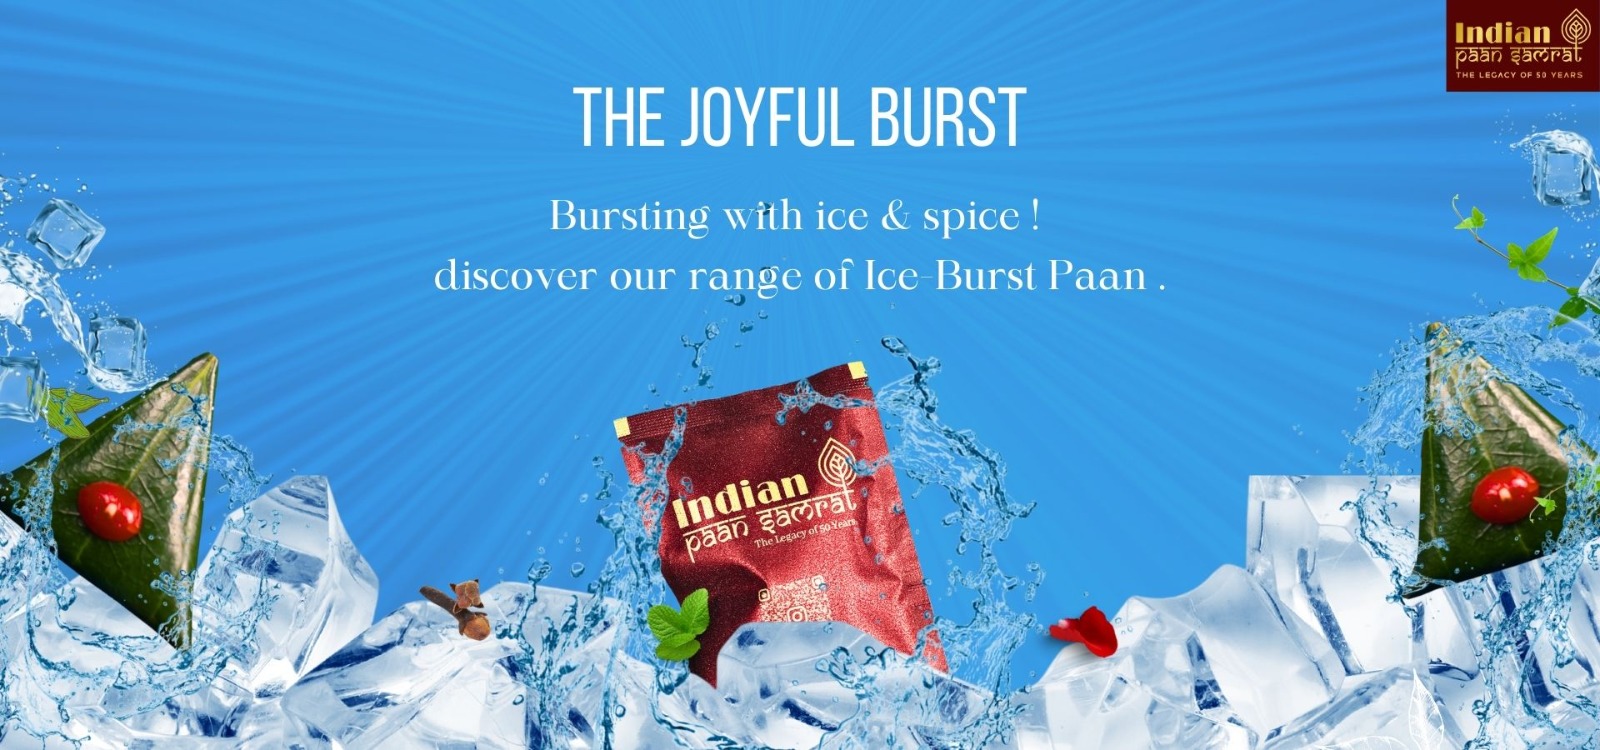 Indian
paan samrat
THE LEGACY OF 50 YEARS
THE JOYFUL BURST
Bursting with ice & spice !
discover our range of Ice-Burst Paan .
Indian
paan samrat
The Legacy of 50 Years